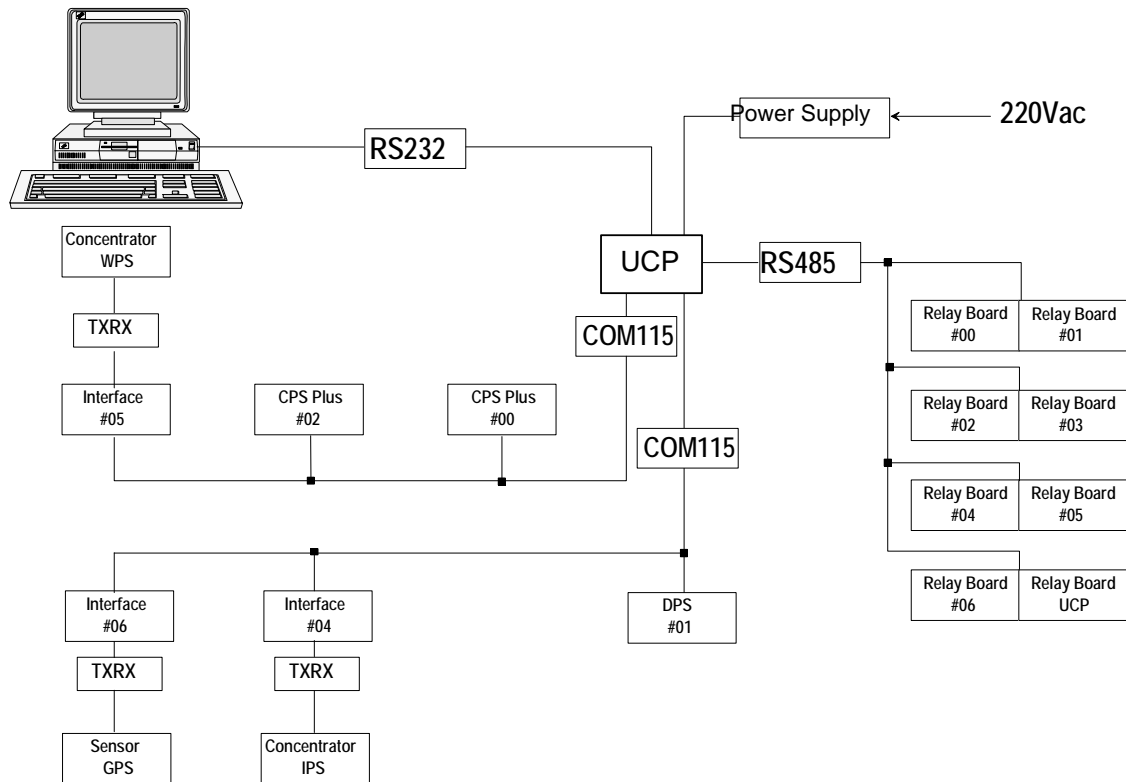 Power Supply
220Vac
RS232
Concentrator
WPS
UCP
RS485
TXRX
COM115
Relay Board
#00
Relay Board
#01
Interface
#05
CPS Plus
#02
CPS Plus
#00
Relay Board
#02
Relay Board
#03
COM115
Relay Board
#04
Relay Board
#05
Interface
#06
Interface
#04
DPS
#01
Relay Board
#06
Relay Board
UCP
TXRX
TXRX
Sensor
GPS
Concentrator
IPS